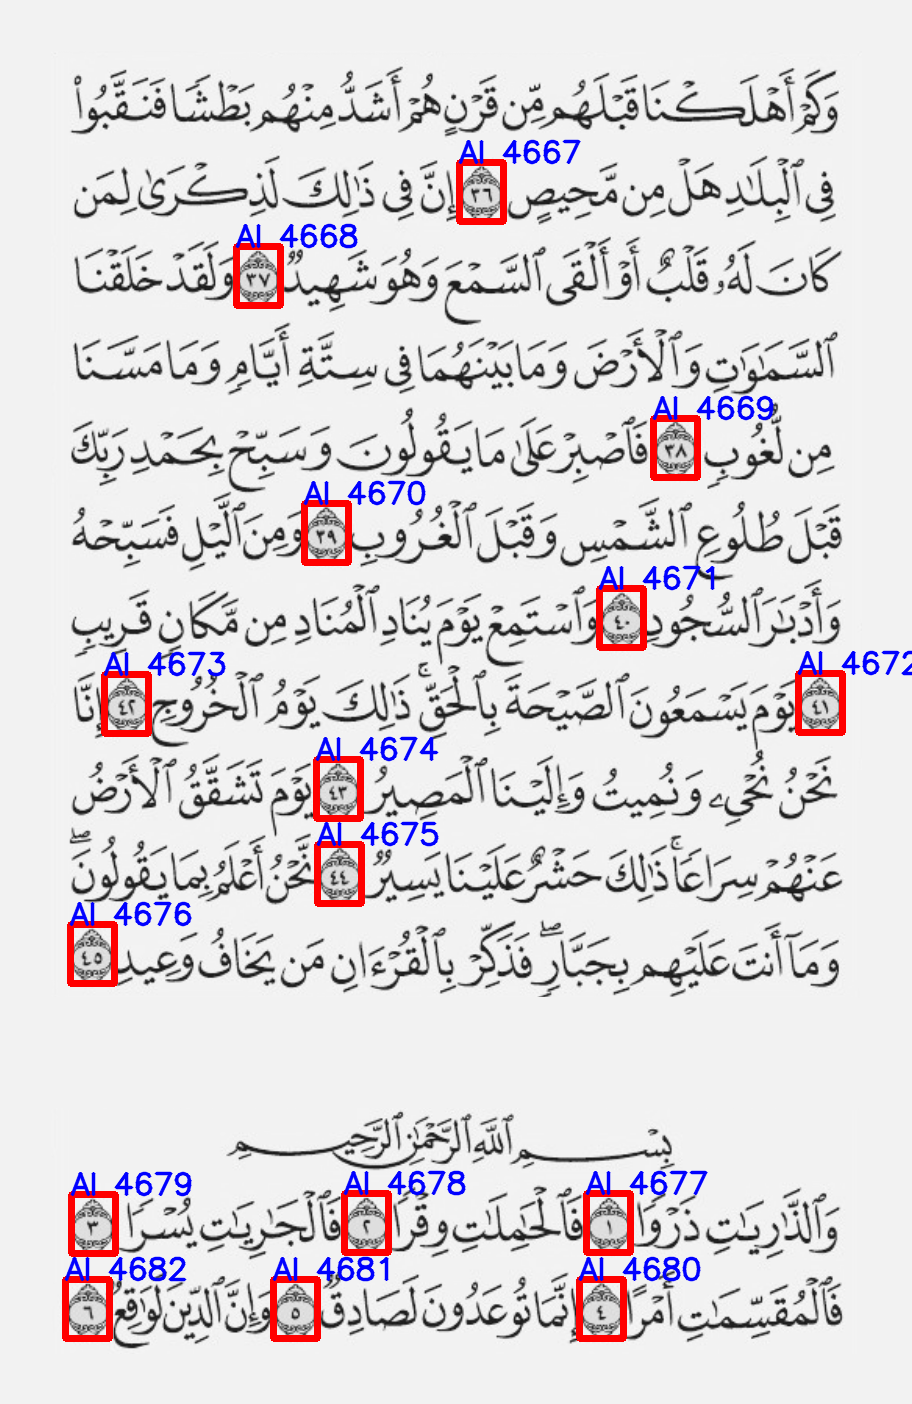 وَكَمْ أَهْلَكْنَا قَبْلَهُم مِّن قَرْنٍ هُمْ أَشَدُّ مِنْهُم بَطْشًا فَنَقَّبُوا۟
AI 4667
فِى ٱلْبِلَٰدِ هَلْ مِن مَّحِيصٍ ٣٦ إِنَّ فِى ذَٰلِكَ لَذِكْرَىٰ لِمَن
AI 4668
كَانَ لَهُۥ قَلْبٌ أَوْ أَلْقَى ٱلسَّمْعَ وَهُوَ شَهِيدٌ ٣٧ وَلَقَدْ خَلَقْنَا
ٱلسَّمَٰوَٰتِ وَٱلْأَرْضَ وَمَا بَيْنَهُمَا فِى سِتَّةِ أَيَّامٍ وَمَا مَسَّنَا
AI 4669
مِن لُّغُوبٍ ٣٨ فَٱصْبِرْ عَلَىٰ مَا يَقُولُونَ وَسَبِّحْ بِحَمْدِ رَبِّكَ
AI 4670
قَبْلَ طُلُوعِ ٱلشَّمْسِ وَقَبْلَ ٱلْغُرُوبِ ٣٩ وَمِنَ ٱلَّيْلِ فَسَبِّحْهُ
AI 4671
وَأَدْبَٰرَ ٱلسُّجُودِ ٤٠ وَٱسْتَمِعْ يَوْمَ يُنَادِ ٱلْمُنَادِ مِن مَّكَانٍ قَرِيبٍ
AI 4672 AI 4673
٤١ يَوْمَ يَسْمَعُونَ ٱلصَّيْحَةَ بِٱلْحَقِّ ۚ ذَٰلِكَ يَوْمُ ٱلْخُرُوجِ ٤٢ إِنَّا
AI 4674
نَحْنُ نُحْىِۦ وَنُمِيتُ وَإِلَيْنَا ٱلْمَصِيرُ ٤٣ يَوْمَ تَشَقَّقُ ٱلْأَرْضُ
AI 4675
عَنْهُمْ سِرَاعًا ۚ ذَٰلِكَ حَشْرٌ عَلَيْنَا يَسِيرٌ ٤٤ نَّحْنُ أَعْلَمُ بِمَا يَقُولُونَ ۖ
AI 4676
وَمَآ أَنتَ عَلَيْهِم بِجَبَّارٍ ۖ فَذَكِّرْ بِٱلْقُرْءَانِ مَن يَخَافُ وَعِيدِ ٤٥
بِسْمِ ٱللَّهِ ٱلرَّحْمَٰنِ ٱلرَّحِيمِ
AI 4677 AI 4678 AI 4679
وَٱلذَّٰرِيَٰتِ ذَرْوًا ١ فَٱلْحَٰمِلَٰتِ وِقْرًا ٢ فَٱلْجَٰرِيَٰتِ يُسْرًا ٣
AI 4680 AI 4681 AI 4682
فَٱلْمُقَسِّمَٰتِ أَمْرًا ٤ إِنَّمَا تُوعَدُونَ لَصَادِقٌ ٥ وَإِنَّ ٱلدِّينَ لَوَٰقِعٌ ٦